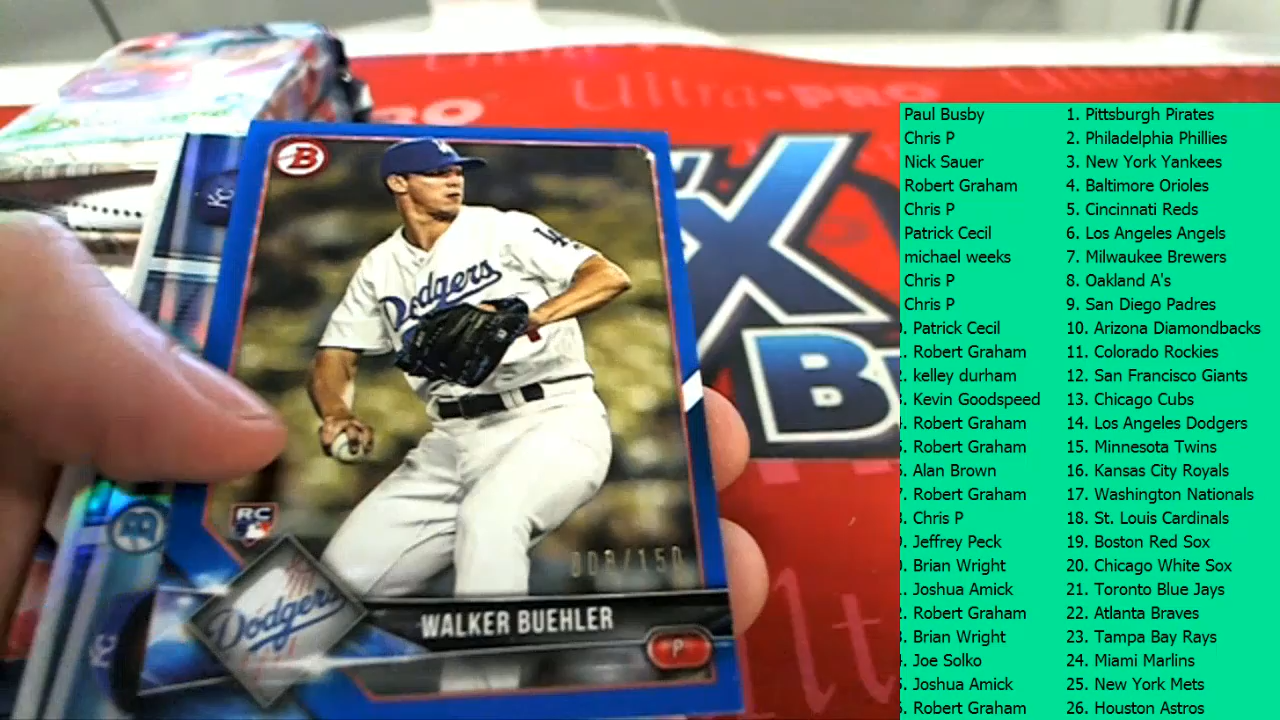 Ultra•PRO
RO
B
LA
Dodgers
KC
X
B
008/150
RC
Dodgers
WALKER BUEHLER
P
KC
Ult
Paul Busby 1. Pittsburgh Pirates
Chris P 2. Philadelphia Phillies
Nick Sauer 3. New York Yankees
Robert Graham 4. Baltimore Orioles
Chris P 5. Cincinnati Reds
Patrick Cecil 6. Los Angeles Angels
michael weeks 7. Milwaukee Brewers
Chris P 8. Oakland A's
Chris P 9. San Diego Padres
Patrick Cecil 10. Arizona Diamondbacks
Robert Graham 11. Colorado Rockies
kelley durham 12. San Francisco Giants
Kevin Goodspeed 13. Chicago Cubs
Robert Graham 14. Los Angeles Dodgers
Robert Graham 15. Minnesota Twins
Alan Brown 16. Kansas City Royals
Robert Graham 17. Washington Nationals
Chris P 18. St. Louis Cardinals
Jeffrey Peck 19. Boston Red Sox
Brian Wright 20. Chicago White Sox
Joshua Amick 21. Toronto Blue Jays
Robert Graham 22. Atlanta Braves
Brian Wright 23. Tampa Bay Rays
Joe Solko 24. Miami Marlins
Joshua Amick 25. New York Mets
Robert Graham 26. Houston Astros